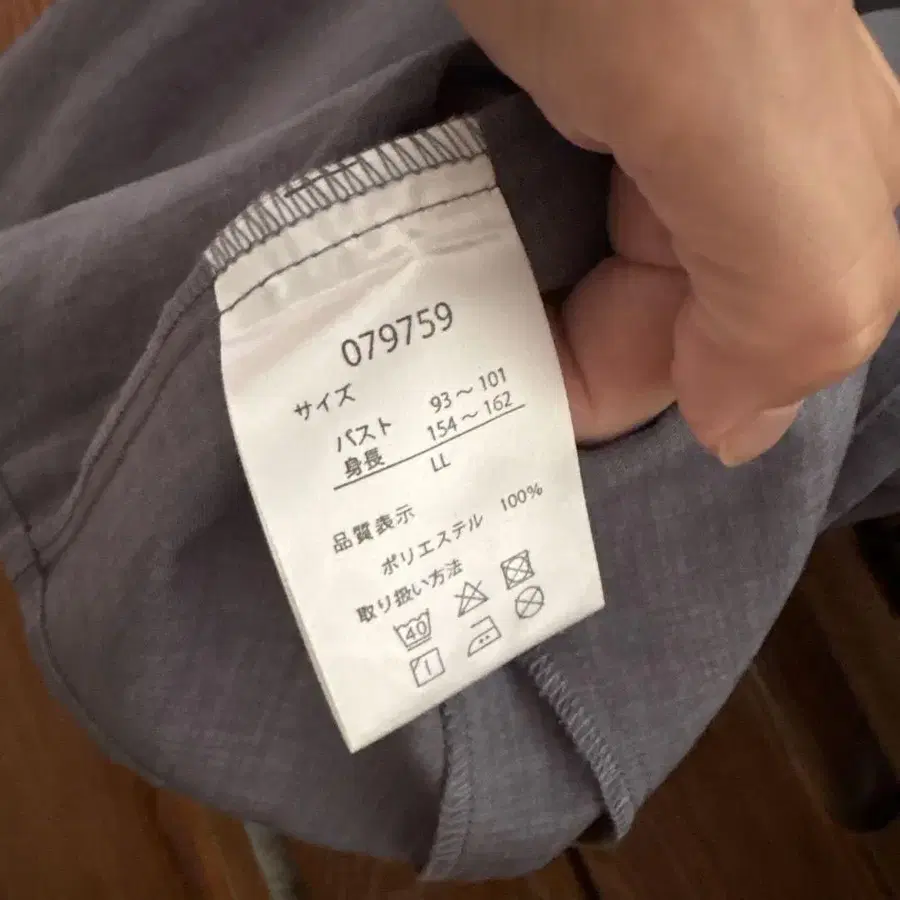 079759
サイズ
バスト 93～101
身長 154～162
LL
品質表示
ポリエステル 100%
取り扱い方法
40